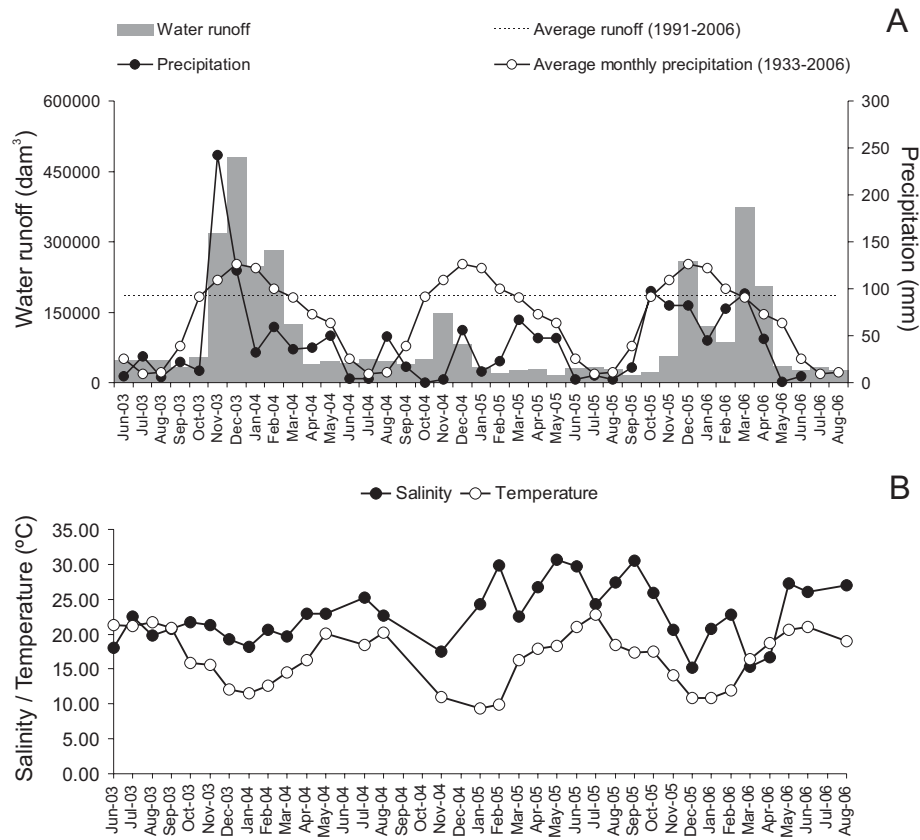 A
Water runoff
Average runoff (1991-2006)
Precipitation
Average monthly precipitation (1933-2006)
600000
450000
300000
150000
0
Water runoff (dam³)
300
250
200
150
100
50
0
Precipitation (mm)
Jun-03
Jul-03
Aug-03
Sep-03
Oct-03
Nov-03
Dec-03
Jan-04
Feb-04
Mar-04
Apr-04
May-04
Jun-04
Jul-04
Aug-04
Sep-04
Oct-04
Nov-04
Dec-04
Jan-05
Feb-05
Mar-05
Apr-05
May-05
Jun-05
Jul-05
Aug-05
Sep-05
Oct-05
Nov-05
Dec-05
Jan-06
Feb-06
Mar-06
Apr-06
May-06
Jun-06
Jul-06
Aug-06
B
Salinity
Temperature
35.00
30.00
25.00
20.00
15.00
10.00
5.00
0.00
Salinity / Temperature (ºC)
Jun-03
Jul-03
Aug-03
Sep-03
Oct-03
Nov-03
Dec-03
Jan-04
Feb-04
Mar-04
Apr-04
May-04
Jun-04
Jul-04
Aug-04
Sep-04
Oct-04
Nov-04
Dec-04
Jan-05
Feb-05
Mar-05
Apr-05
May-05
Jun-05
Jul-05
Aug-05
Sep-05
Oct-05
Nov-05
Dec-05
Jan-06
Feb-06
Mar-06
Apr-06
May-06
Jun-06
Jul-06
Aug-06